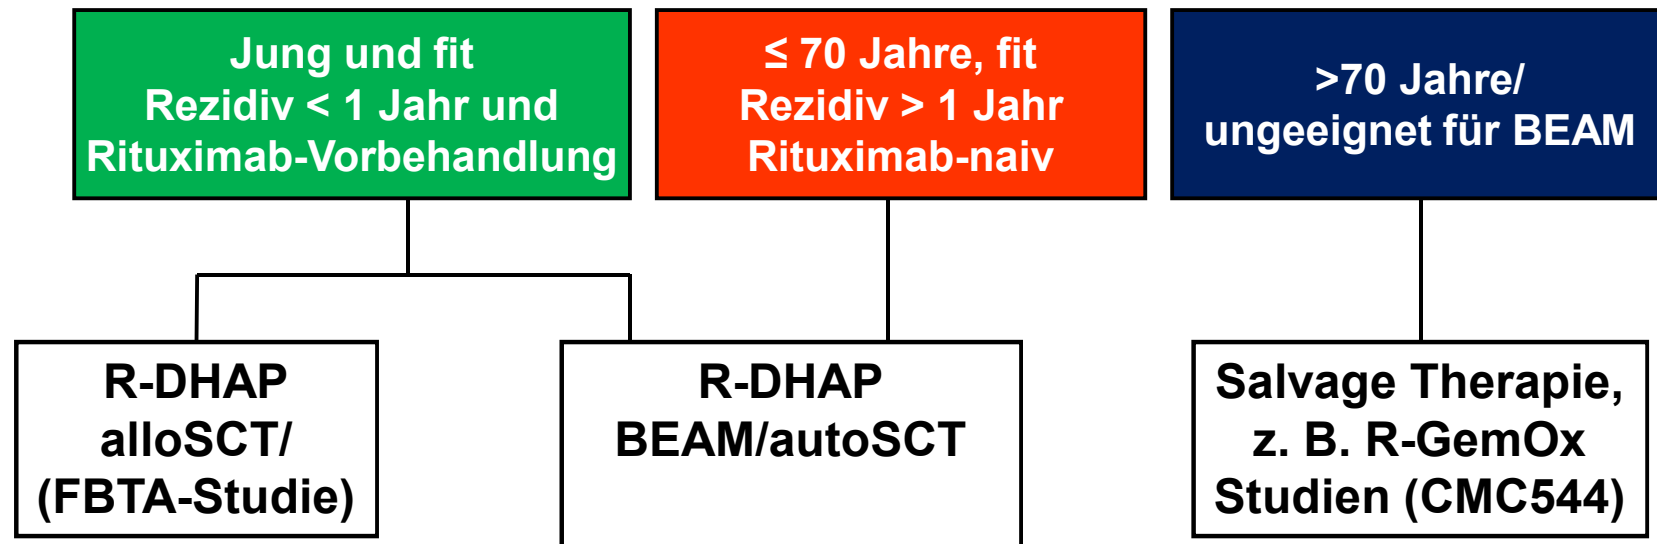 Jung und fit
Rezidiv < 1 Jahr und
Rituximab-Vorbehandlung
≤ 70 Jahre, fit
Rezidiv > 1 Jahr
Rituximab-naiv
>70 Jahre/
ungeeignet für BEAM
R-DHAP
alloSCT/
(FBTA-Studie)
R-DHAP
BEAM/autoSCT
Salvage Therapie,
z. B. R-GemOx
Studien (CMC544)